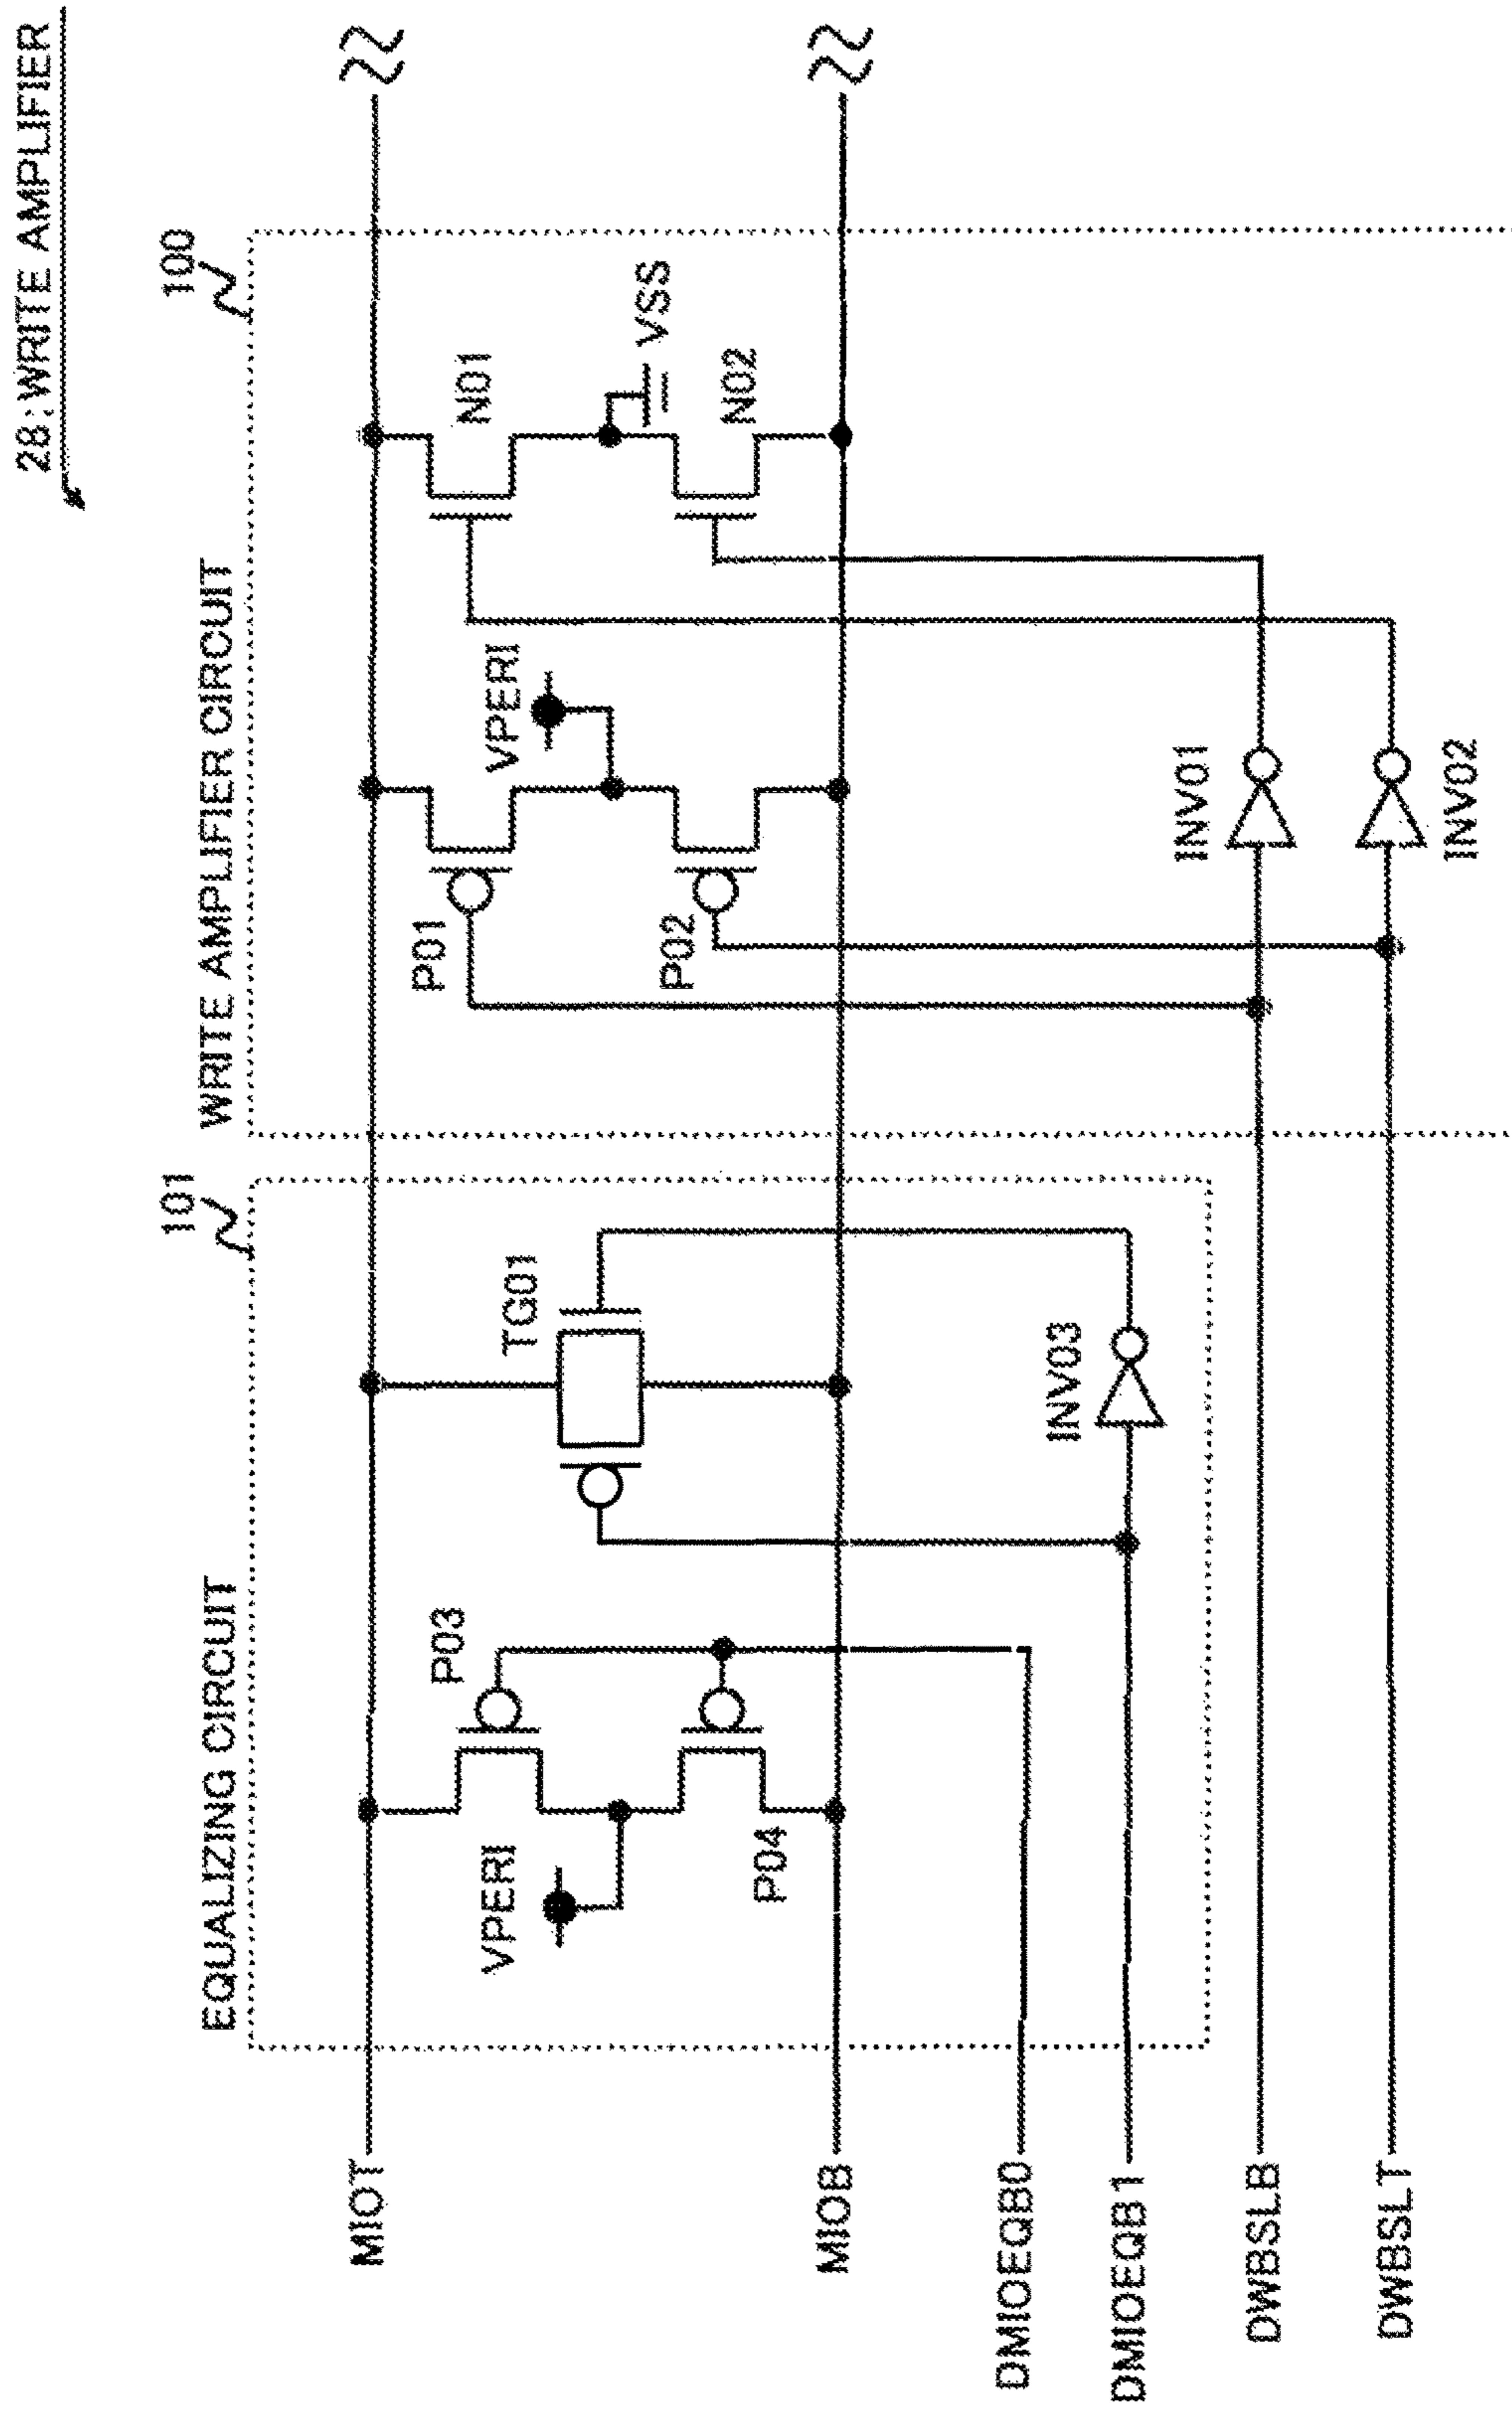 28:WRITE AMPLIFIER
EQUALIZING CIRCUIT
101
WRITE AMPLIFIER CIRCUIT
100
MIOT
VPERI
P03
P04
TG01
INV03
P01
P02
VPERI
N01
VSS
N02
MIOB
DMIOEQB0
DMIOEQB1
DWBSLB
INV01
DWBSLT
INV02